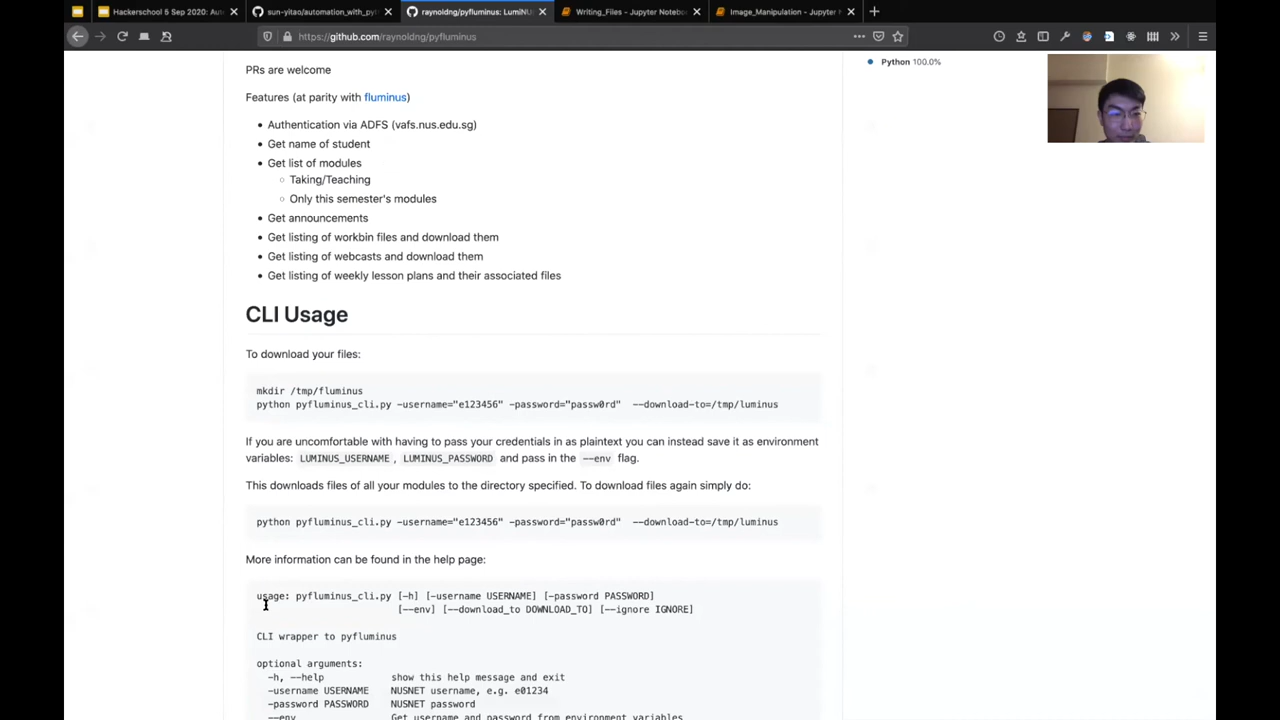 Hackerschool 5 Sep 2020: Au
sun-yitao/automation_with_pyt
raynoldng/pyfluminus: LumiNU
Writing_Files - Jupyter Notebo
Image_Manipulation - Jupyter N
https://github.com/raynoldng/pyfluminus
Python 100.0%
PRs are welcome
Features (at parity with fluminus)
• Authentication via ADFS (vafs.nus.edu.sg)
• Get name of student
• Get list of modules
○ Taking/Teaching
○ Only this semester's modules
• Get announcements
• Get listing of workbin files and download them
• Get listing of webcasts and download them
• Get listing of weekly lesson plans and their associated files
CLI Usage
To download your files:
mkdir /tmp/fluminus
python pyfluminus_cli.py -username="e123456" -password="passw0rd"  --download-to=/tmp/luminus
If you are uncomfortable with having to pass your credentials in as plaintext you can instead save it as environment
variables: LUMINUS_USERNAME , LUMINUS_PASSWORD and pass in the --env flag.
This downloads files of all your modules to the directory specified. To download files again simply do:
python pyfluminus_cli.py -username="e123456" -password="passw0rd"  --download-to=/tmp/luminus
More information can be found in the help page:
usage: pyfluminus_cli.py [-h] [-username USERNAME] [-password PASSWORD]
[--env] [--download_to DOWNLOAD_TO] [--ignore IGNORE]
CLI wrapper to pyfluminus
optional arguments:
-h, --help show this help message and exit
-username USERNAME NUSNET username, e.g. e01234
-password PASSWORD NUSNET password
--env Get username and password from environment variables